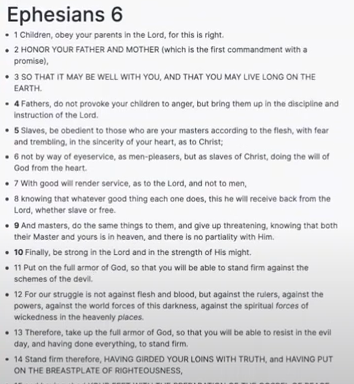 Ephesians 6
• 1 Children, obey your parents in the Lord, for this is right.
• 2 HONOR YOUR FATHER AND MOTHER (which is the first commandment with a
promise),
• 3 SO THAT IT MAY BE WELL WITH YOU, AND THAT YOU MAY LIVE LONG ON THE
EARTH.
• 4 Fathers, do not provoke your children to anger, but bring them up in the discipline and
instruction of the Lord.
• 5 Slaves, be obedient to those who are your masters according to the flesh, with fear
and trembling, in the sincerity of your heart, as to Christ;
• 6 not by way of eyeservice, as men-pleasers, but as slaves of Christ, doing the will of
God from the heart.
• 7 With good will render service, as to the Lord, and not to men,
• 8 knowing that whatever good thing each one does, this he will receive back from the
Lord, whether slave or free.
• 9 And masters, do the same things to them, and give up threatening, knowing that both
their Master and yours is in heaven, and there is no partiality with Him.
• 10 Finally, be strong in the Lord and in the strength of His might.
• 11 Put on the full armor of God, so that you will be able to stand firm against the
schemes of the devil.
• 12 For our struggle is not against flesh and blood, but against the rulers, against the
powers, against the world forces of this darkness, against the spiritual forces of
wickedness in the heavenly places.
• 13 Therefore, take up the full armor of God, so that you will be able to resist in the evil
day, and having done everything, to stand firm.
• 14 Stand firm therefore, HAVING GIRDED YOUR LOINS WITH TRUTH, and HAVING PUT
ON THE BREASTPLATE OF RIGHTEOUSNESS,